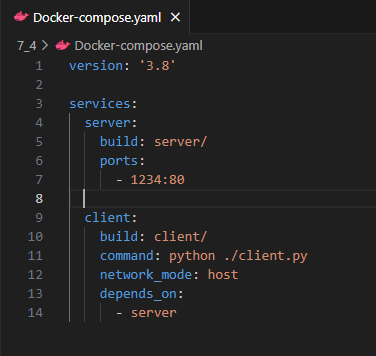 Docker-compose.yaml ×
7_4 > Docker-compose.yaml
1 version: '3.8'
2
3 services:
4   server:
5     build: server/
6     ports:
7       - 1234:80
8
9   client:
10     build: client/
11     command: python ./client.py
12     network_mode: host
13     depends_on:
14       - server